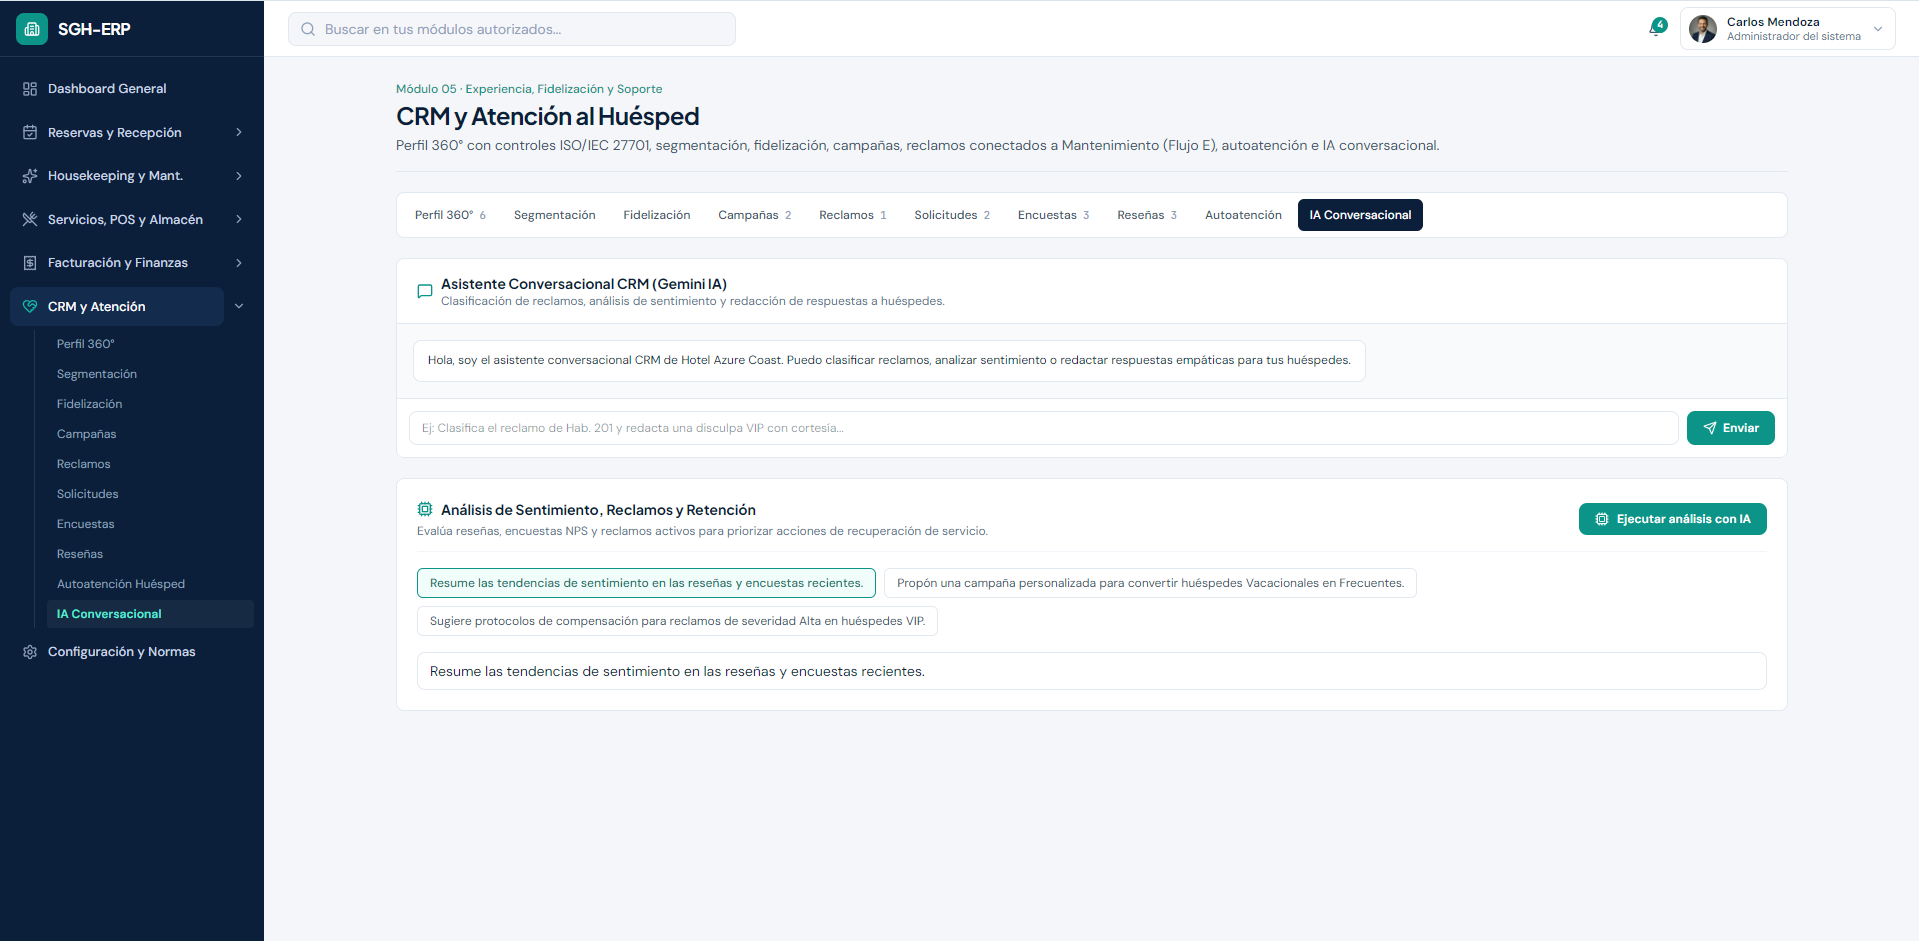 SGH-ERP
Buscar en tus módulos autorizados...
4
Carlos Mendoza
Administrador del sistema
Dashboard General
Reservas y Recepción
Housekeeping y Mant.
Servicios, POS y Almacén
Facturación y Finanzas
CRM y Atención
Perfil 360°
Segmentación
Fidelización
Campañas
Reclamos
Solicitudes
Encuestas
Reseñas
Autoatención Huésped
IA Conversacional
Configuración y Normas
Módulo 05 · Experiencia, Fidelización y Soporte
CRM y Atención al Huésped
Perfil 360° con controles ISO/IEC 27701, segmentación, fidelización, campañas, reclamos conectados a Mantenimiento (Flujo E), autoatención e IA conversacional.
Perfil 360° 6 Segmentación Fidelización Campañas 2 Reclamos 1 Solicitudes 2 Encuestas 3 Reseñas 3 Autoatención IA Conversacional
Asistente Conversacional CRM (Gemini IA)
Clasificación de reclamos, análisis de sentimiento y redacción de respuestas a huéspedes.
Hola, soy el asistente conversacional CRM de Hotel Azure Coast. Puedo clasificar reclamos, analizar sentimiento o redactar respuestas empáticas para tus huéspedes.
Ej: Clasifica el reclamo de Hab. 201 y redacta una disculpa VIP con cortesía...
Enviar
Análisis de Sentimiento, Reclamos y Retención
Evalúa reseñas, encuestas NPS y reclamos activos para priorizar acciones de recuperación de servicio.
Ejecutar análisis con IA
Resume las tendencias de sentimiento en las reseñas y encuestas recientes.
Propón una campaña personalizada para convertir huéspedes Vacacionales en Frecuentes.
Sugiere protocolos de compensación para reclamos de severidad Alta en huéspedes VIP.
Resume las tendencias de sentimiento en las reseñas y encuestas recientes.